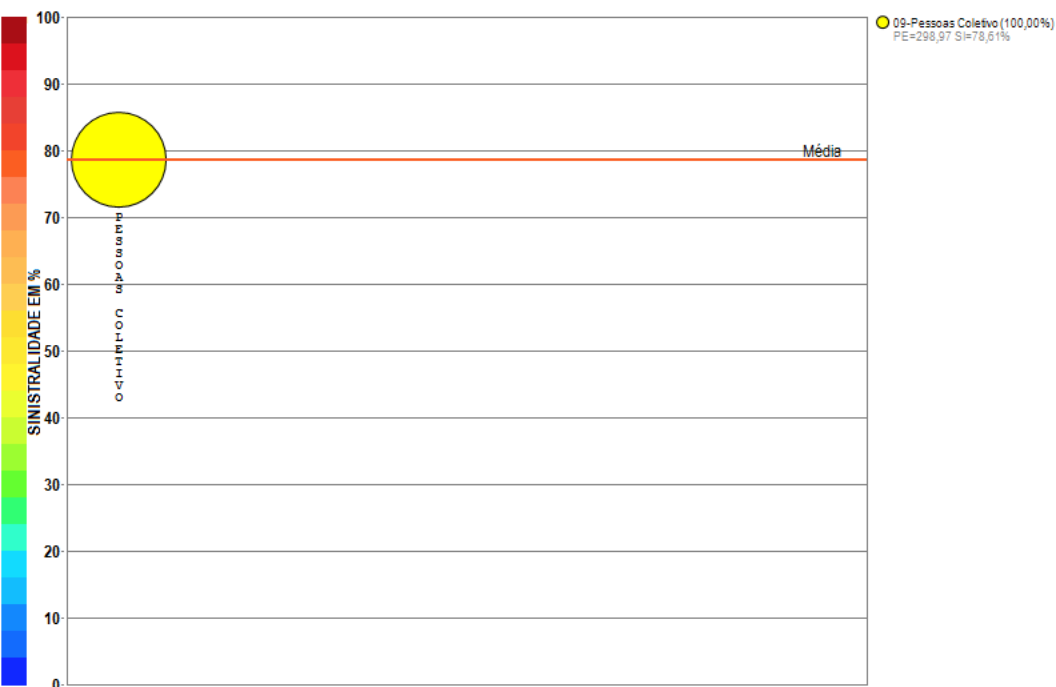 100
90
80
70
60
50
40
30
20
10
0
SINISTRALIDADE EM %
Média
PESSOAS COLETIVO
09-Pessoas Coletivo (100,00%)
PE=298,97 SI=78,61%